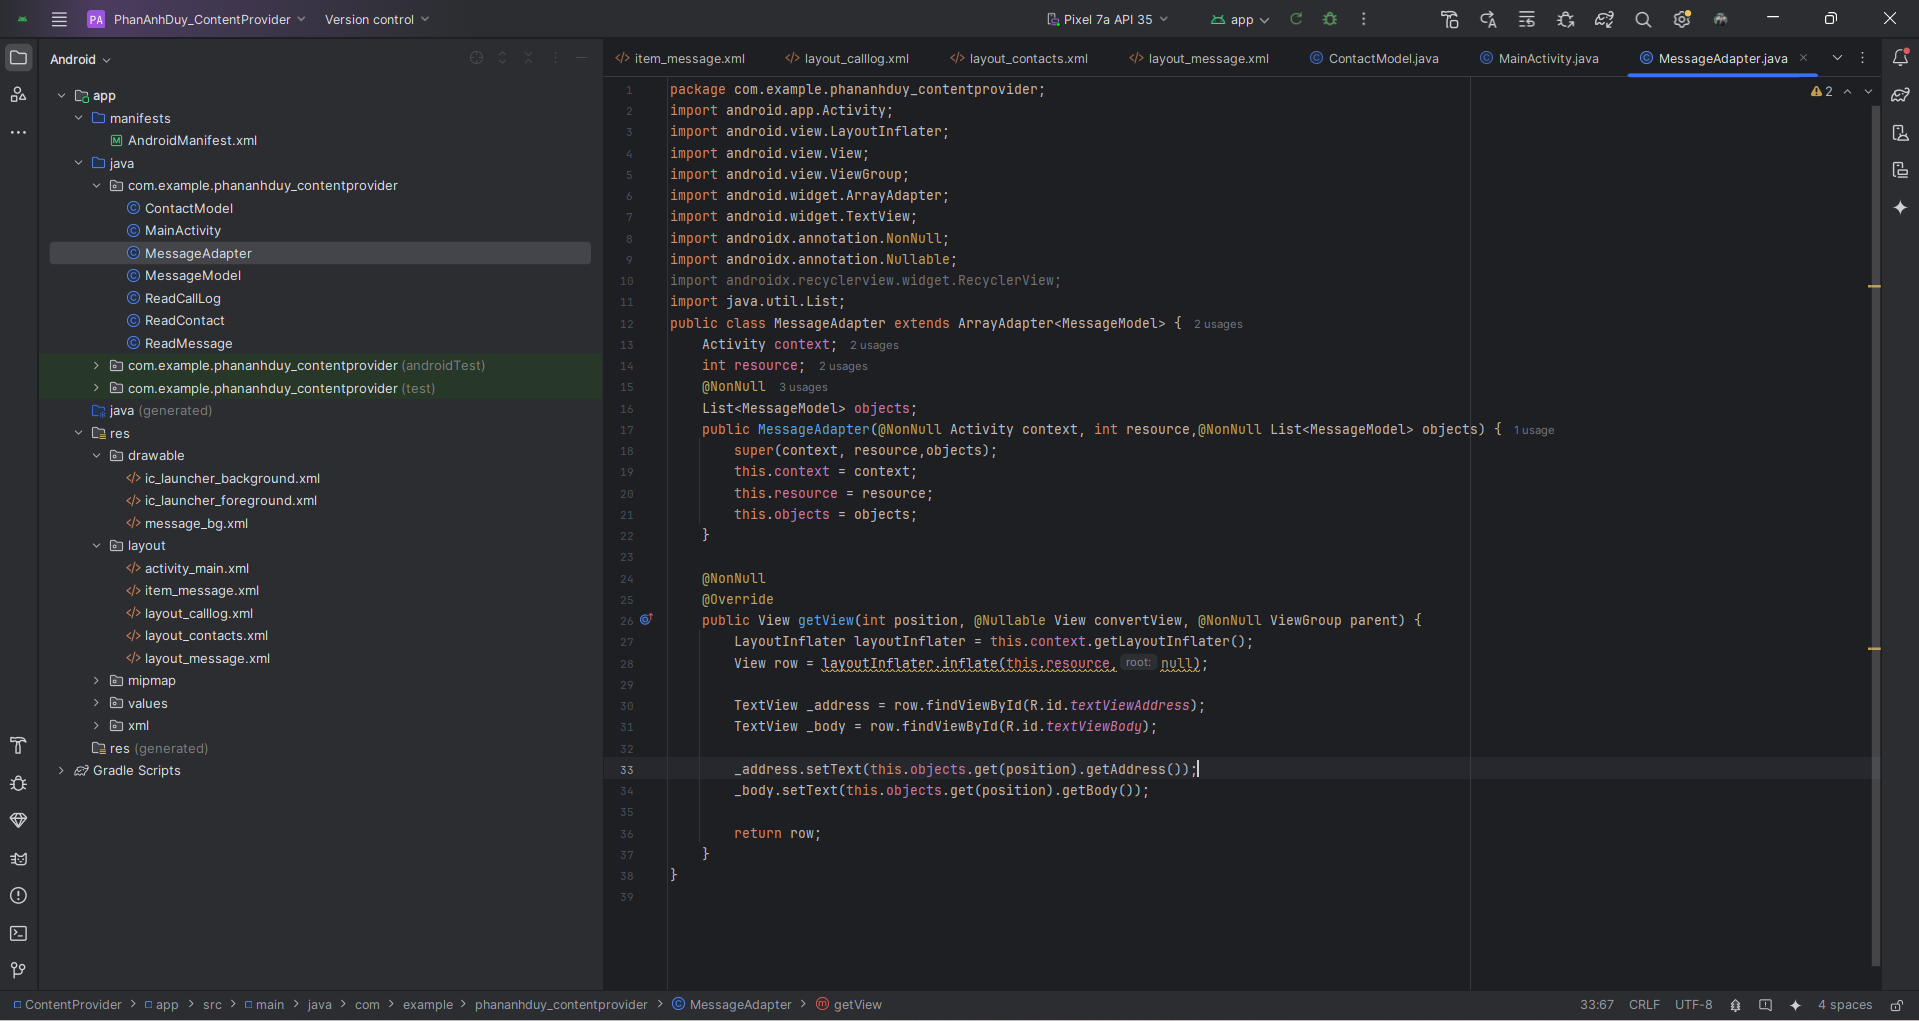 PA PhanAnhDuy_ContentProvider Version control Pixel 7a API 35 app
Android
app
manifests
AndroidManifest.xml
java
com.example.phananhduy_contentprovider
ContactModel
MainActivity
MessageAdapter
MessageModel
ReadCallLog
ReadContact
ReadMessage
com.example.phananhduy_contentprovider (androidTest)
com.example.phananhduy_contentprovider (test)
java (generated)
res
drawable
ic_launcher_background.xml
ic_launcher_foreground.xml
message_bg.xml
layout
activity_main.xml
item_message.xml
layout_calllog.xml
layout_contacts.xml
layout_message.xml
mipmap
values
xml
res (generated)
Gradle Scripts
item_message.xml layout_calllog.xml layout_contacts.xml layout_message.xml ContactModel.java MainActivity.java MessageAdapter.java
2
1 package com.example.phananhduy_contentprovider;
2 import android.app.Activity;
3 import android.view.LayoutInflater;
4 import android.view.View;
5 import android.view.ViewGroup;
6 import android.widget.ArrayAdapter;
7 import android.widget.TextView;
8 import androidx.annotation.NonNull;
9 import androidx.annotation.Nullable;
10 import androidx.recyclerview.widget.RecyclerView;
11 import java.util.List;
12 public class MessageAdapter extends ArrayAdapter<MessageModel> { 2 usages
13 Activity context; 2 usages
14 int resource; 2 usages
15 @NonNull 3 usages
16 List<MessageModel> objects;
17 public MessageAdapter(@NonNull Activity context, int resource,@NonNull List<MessageModel> objects) { 1 usage
18 super(context, resource,objects);
19 this.context = context;
20 this.resource = resource;
21 this.objects = objects;
22 }
23
24 @NonNull
25 @Override
26 public View getView(int position, @Nullable View convertView, @NonNull ViewGroup parent) {
27 LayoutInflater layoutInflater = this.context.getLayoutInflater();
28 View row = layoutInflater.inflate(this.resource, root: null);
29
30 TextView _address = row.findViewById(R.id.textViewAddress);
31 TextView _body = row.findViewById(R.id.textViewBody);
32
33 _address.setText(this.objects.get(position).getAddress());
34 _body.setText(this.objects.get(position).getBody());
35
36 return row;
37 }
38 }
39
ContentProvider > app > src > main > java > com > example > phananhduy_contentprovider > MessageAdapter > getView 33:67 CRLF UTF-8 4 spaces